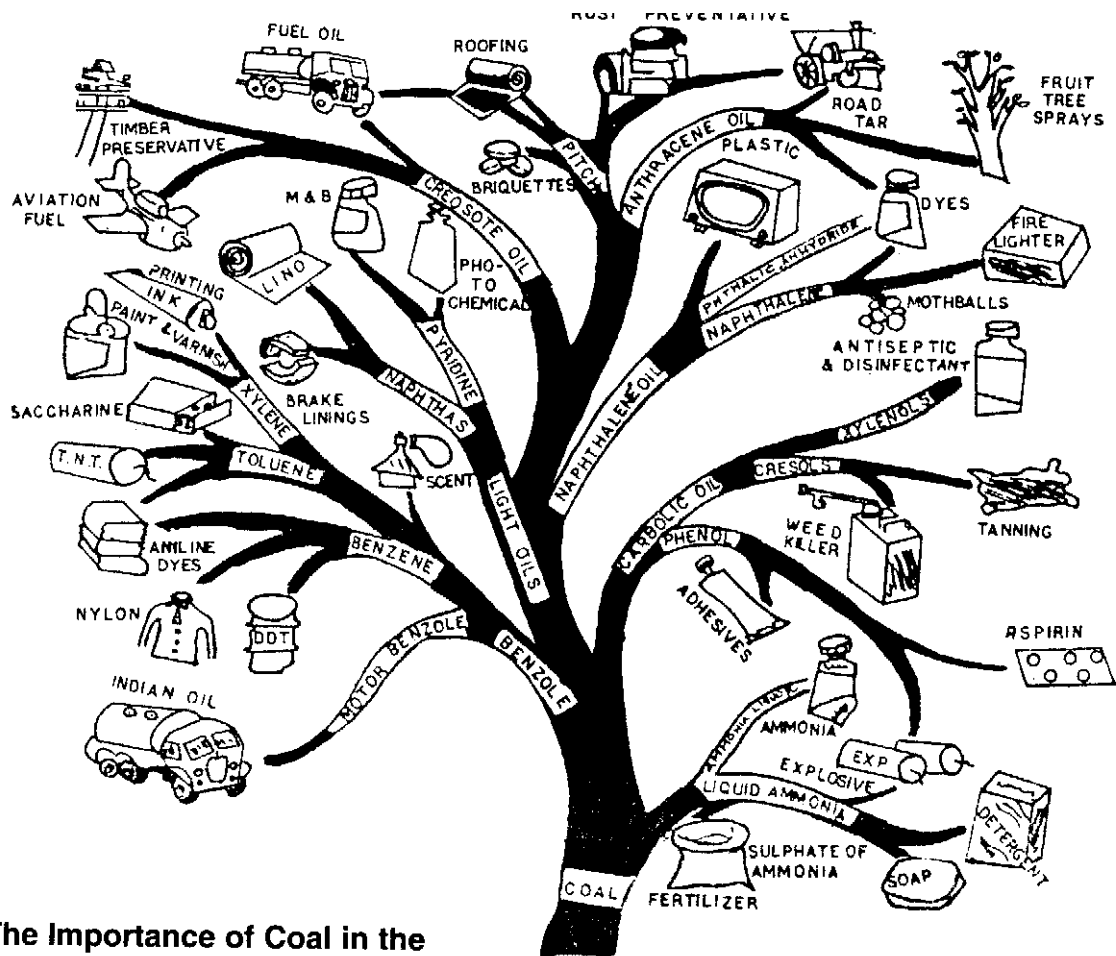 RUST PREVENTATIVE
FUEL OIL
ROOFING
ROAD
TAR
FRUIT
TREE
SPRAYS
TIMBER
PRESERVATIVE
PITCH
ANTHRACENE OIL
PLASTIC
BRIQUETTES
CREOSOTE OIL
M & B
DYES
AVIATION
FUEL
FIRE
LIGHTER
LINO
PHO-
TO
CHEMICAL
PHTHALIC ANHYDRIDE
NAPHTHALENE
MOTHBALLS
PRINTING
INK
PAINT & VARNISH
ANTISEPTIC
& DISINFECTANT
PYRIDINE
NAPHTHAS
BRAKE
LININGS
XYLENE
SACCHARINE
NAPHTHALENE OIL
XYLENOLS
T.N.T.
TOLUENE
SCENT
LIGHT OILS
CARBOLIC OIL
CRESOLS
TANNING
WEED
KILLER
PHENOL
ANILINE
DYES
BENZENE
ADHESIVES
NYLON
DDT
MOTOR BENZOLE
BENZOLE
ASPIRIN
INDIAN OIL
AMMONIA
EXP
EXPLOSIVE
LIQUID AMMONIA
DETERGENT
SULPHATE OF
AMMONIA
SOAP
COAL
FERTILIZER
The Importance of Coal in the